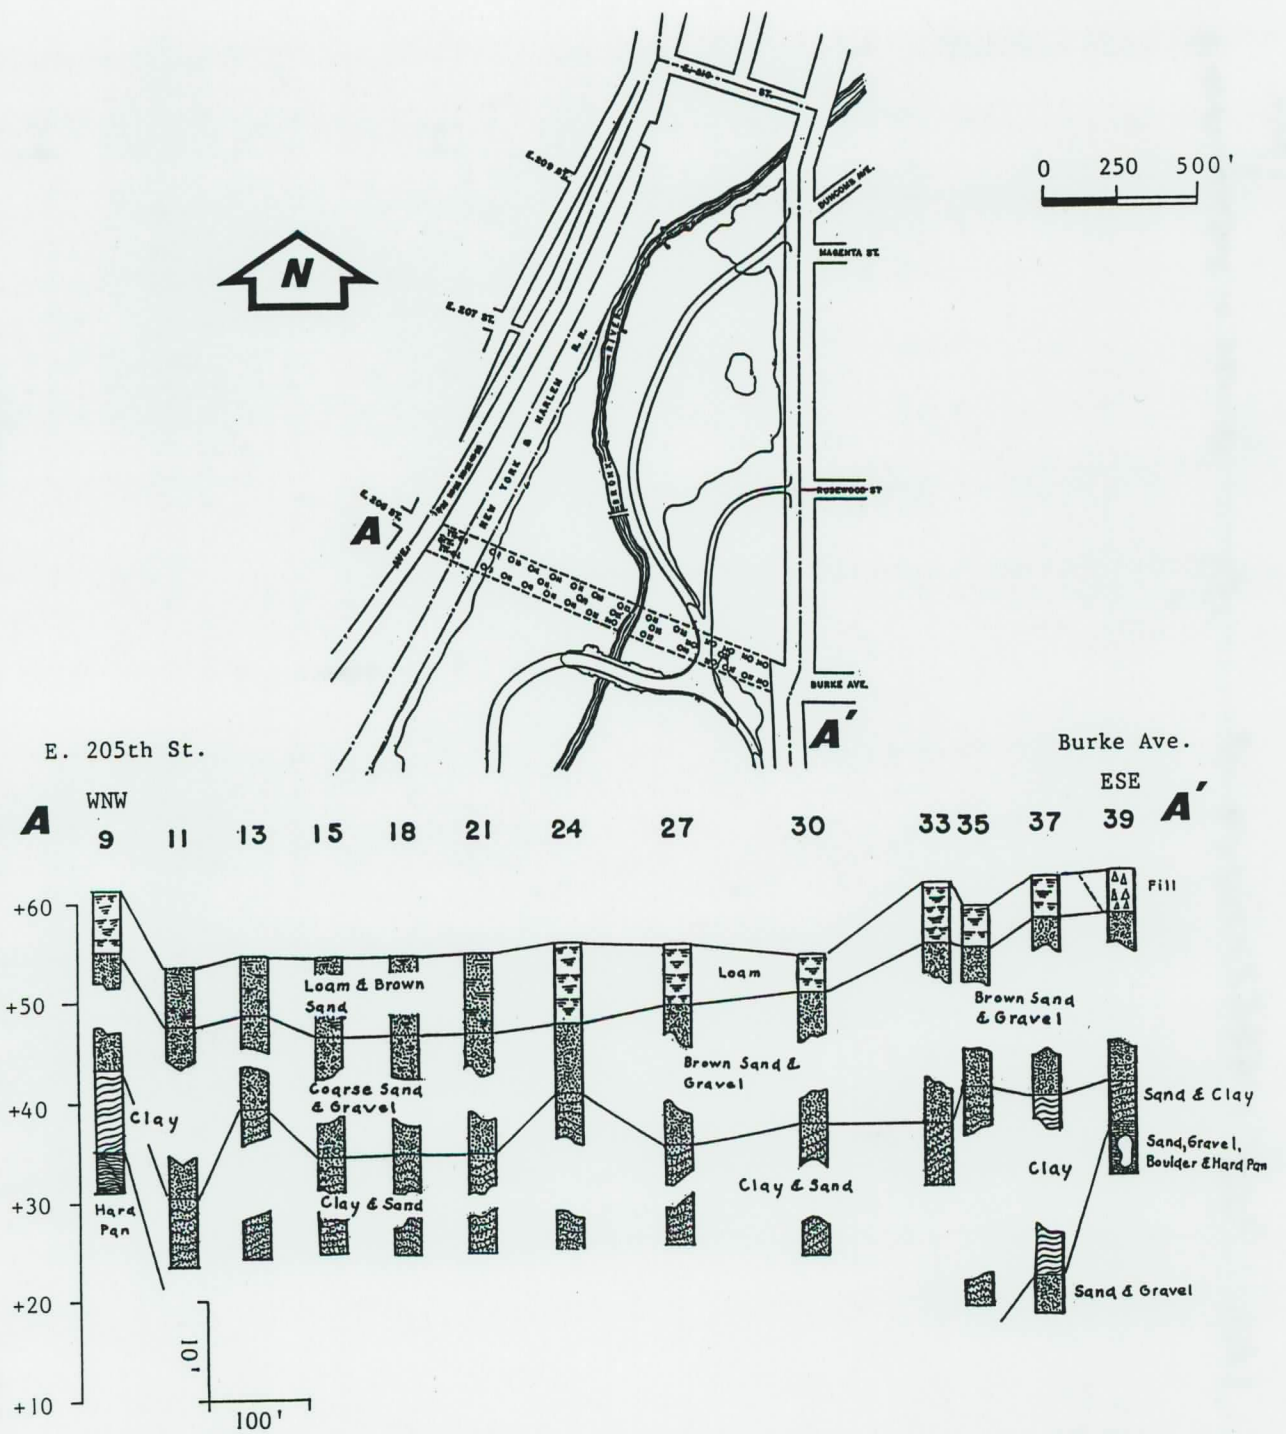 E. 210
ST.
0 250 500'
E. 209 ST.
DUNCOMB AVE.
MAGENTA ST.
N
E. 207 ST.
RIVER
NEW YORK & HARLEM R. R.
BRONX
ROSEWOOD ST
E. 206 ST.
A
AVE.
BURKE AVE.
A'
E. 205th St.
Burke Ave.
WNW
ESE
A
A'
9 11 13 15 18 21 24 27 30 33 35 37 39
Fill
+60
Loam
Loam & Brown
Sand
+50
Brown Sand
& Gravel
Brown Sand &
Gravel
Coarse Sand
& Gravel
+40
Clay
Sand & Clay
Sand, Gravel,
Boulder & Hard Pan
Clay
Clay & Sand
Clay & Sand
+30
Hard
Pan
Sand & Gravel
+20
10'
+10
100'